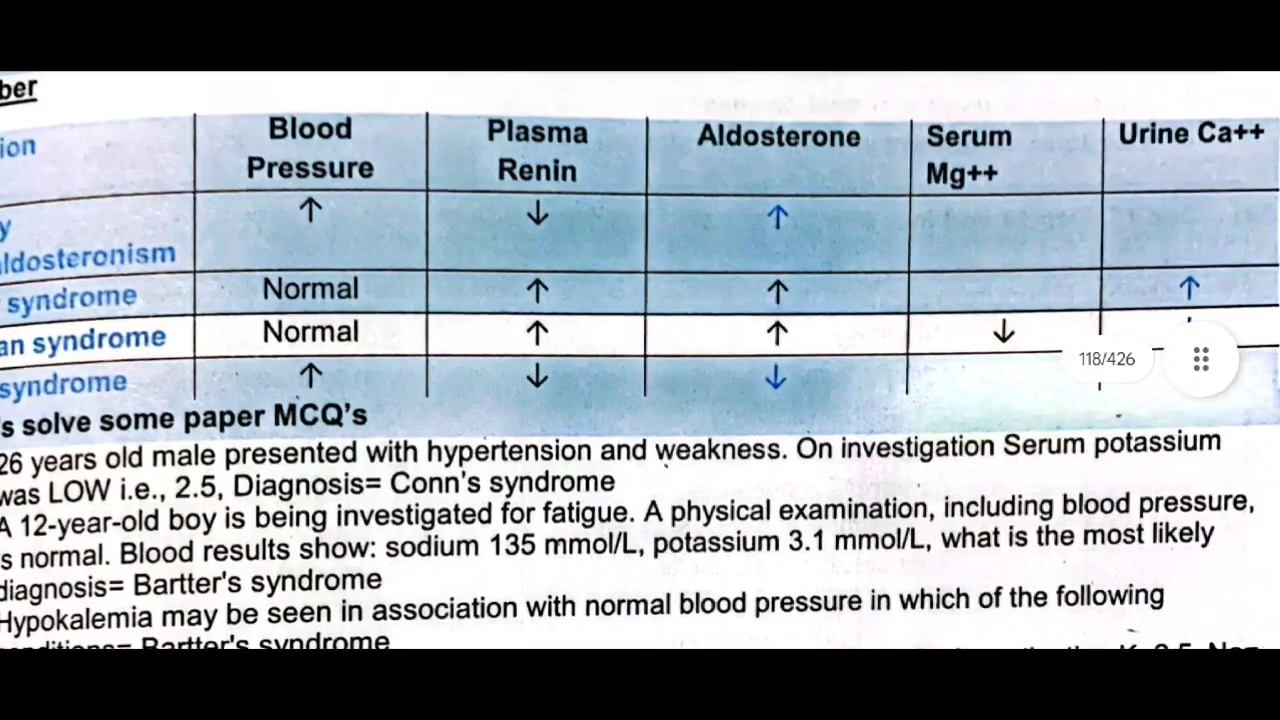 ber
ion Blood Pressure Plasma Renin Aldosterone Serum Mg++ Urine Ca++
y ldosteronism ↑ ↓ ↑
syndrome Normal ↑ ↑ ↑
an syndrome Normal ↑ ↑ ↓
syndrome ↑ ↓ ↓
118/426
's solve some paper MCQ's
26 years old male presented with hypertension and weakness. On investigation Serum potassium
was LOW i.e., 2.5, Diagnosis= Conn's syndrome
A 12-year-old boy is being investigated for fatigue. A physical examination, including blood pressure,
is normal. Blood results show: sodium 135 mmol/L, potassium 3.1 mmol/L, what is the most likely
diagnosis= Bartter's syndrome
Hypokalemia may be seen in association with normal blood pressure in which of the following
Bartter's syndrome